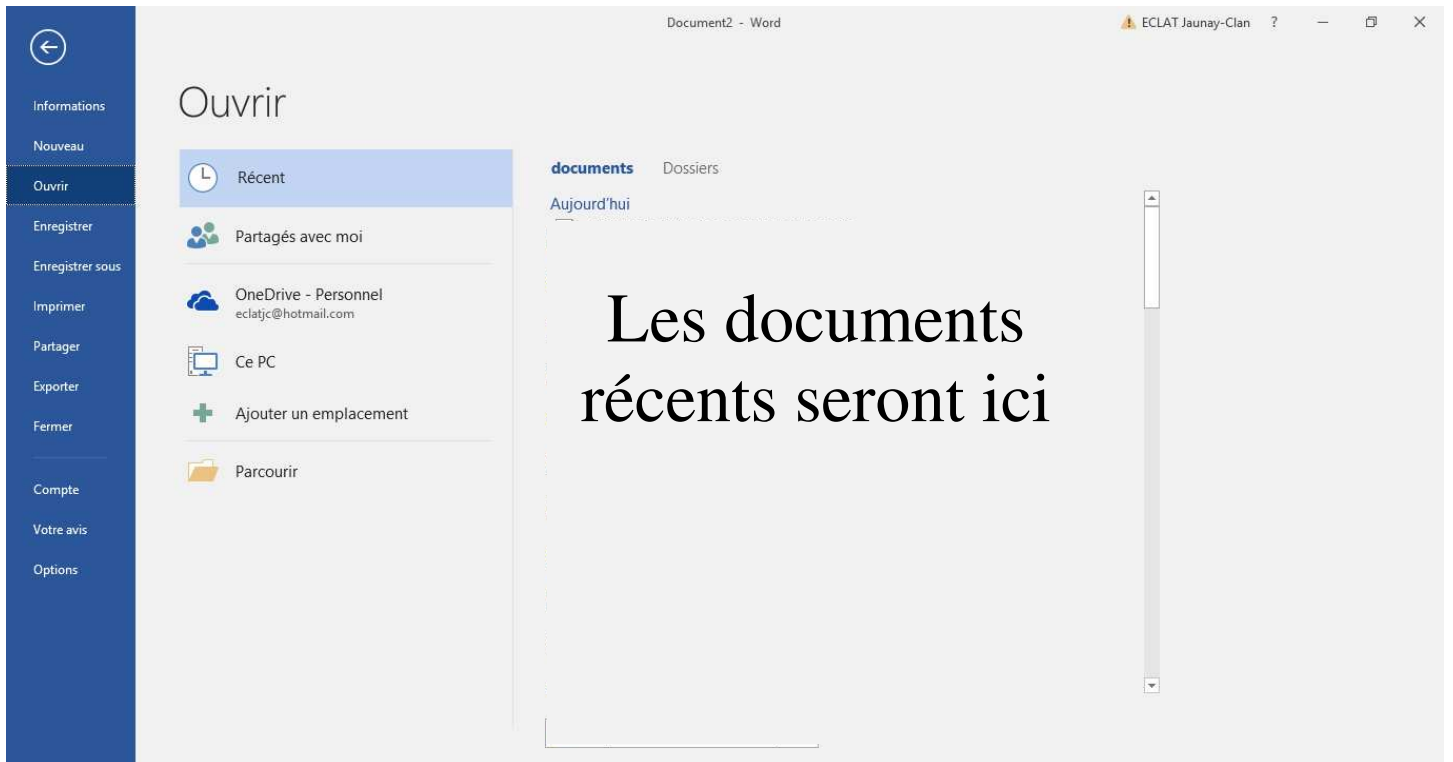 Document2 - Word
ECLAT Jaunay-Clan ?
Informations
Nouveau
Ouvrir
Enregistrer
Enregistrer sous
Imprimer
Partager
Exporter
Fermer
Compte
Votre avis
Options
Ouvrir
Récent
Partagés avec moi
OneDrive - Personnel
eclatjc@hotmail.com
Ce PC
Ajouter un emplacement
Parcourir
documents Dossiers
Aujourd'hui
Les documents
récents seront ici